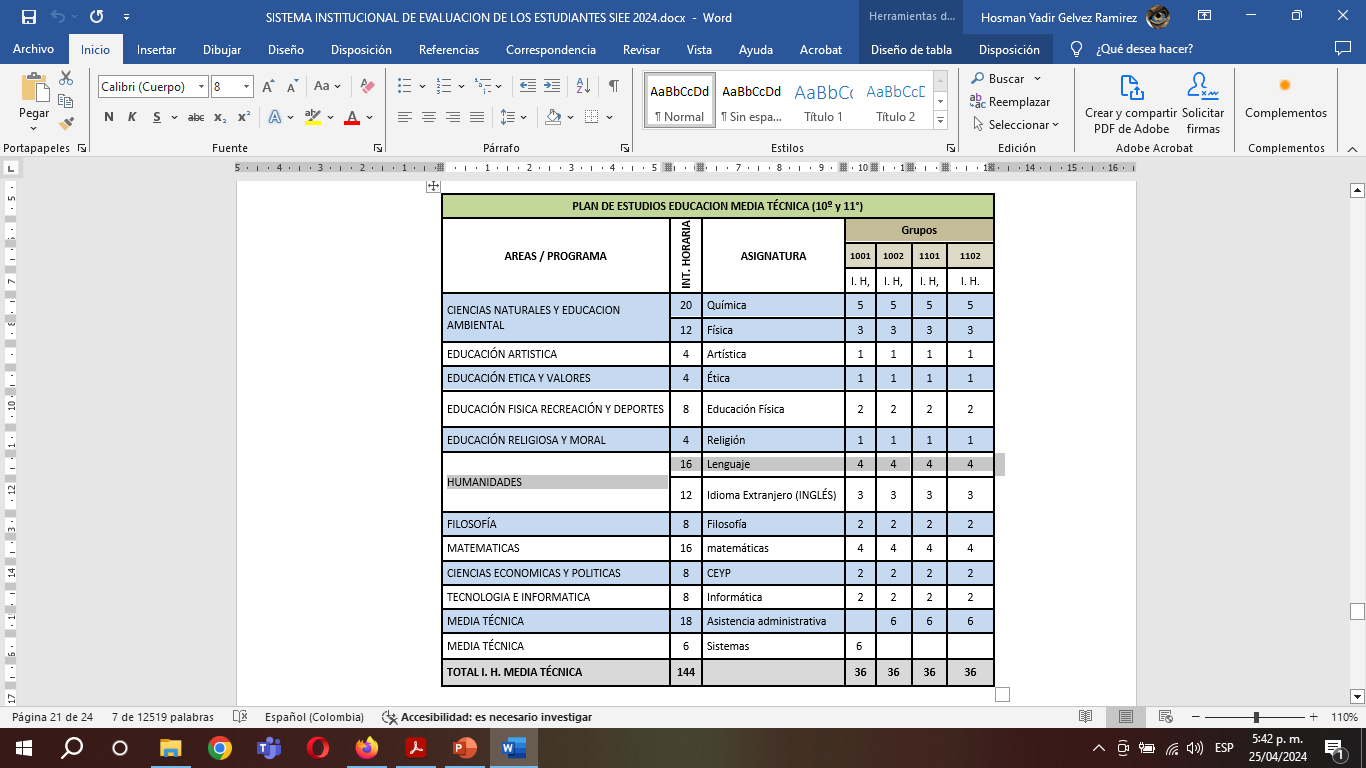 SISTEMA INSTITUCIONAL DE EVALUACION DE LOS ESTUDIANTES SIEE 2024.docx - Word
Herramientas d...
Hosman Yadir Gelvez Ramirez
Archivo Inicio Insertar Dibujar Diseño Disposición Referencias Correspondencia Revisar Vista Ayuda Acrobat Diseño de tabla Disposición ¿Qué desea hacer?
Pegar
Portapapeles
Calibri (Cuerpo) 8
Aa
N K S abc x₂ x²
Fuente
Párrafo
AaBbCcDd AaBbCcDd AaBbCc AaBbCcC
¶ Normal ¶ Sin espa... Título 1 Título 2
Estilos
Buscar
Reemplazar
Seleccionar
Edición
Crear y compartir PDF de Adobe
Solicitar firmas
Adobe Acrobat
Complementos
Complementos
PLAN DE ESTUDIOS EDUCACION MEDIA TÉCNICA (10º y 11°)
AREAS / PROGRAMA INT. HORARIA ASIGNATURA Grupos
1001 1002 1101 1102
I. H, I. H, I. H, I. H.
CIENCIAS NATURALES Y EDUCACION AMBIENTAL
20 Química 5 5 5 5
12 Física 3 3 3 3
EDUCACIÓN ARTISTICA 4 Artística 1 1 1 1
EDUCACIÓN ETICA Y VALORES 4 Ética 1 1 1 1
EDUCACIÓN FISICA RECREACIÓN Y DEPORTES 8 Educación Física 2 2 2 2
EDUCACIÓN RELIGIOSA Y MORAL 4 Religión 1 1 1 1
HUMANIDADES
16 Lenguaje 4 4 4 4
12 Idioma Extranjero (INGLÉS) 3 3 3 3
FILOSOFÍA 8 Filosofía 2 2 2 2
MATEMATICAS 16 matemáticas 4 4 4 4
CIENCIAS ECONOMICAS Y POLITICAS 8 CEYP 2 2 2 2
TECNOLOGIA E INFORMATICA 8 Informática 2 2 2 2
MEDIA TÉCNICA 18 Asistencia administrativa 6 6 6
MEDIA TÉCNICA 6 Sistemas 6
TOTAL I. H. MEDIA TÉCNICA 144 36 36 36 36
Página 21 de 24 7 de 12519 palabras Español (Colombia) Accesibilidad: es necesario investigar 110%
ESP
5:42 p. m.
25/04/2024